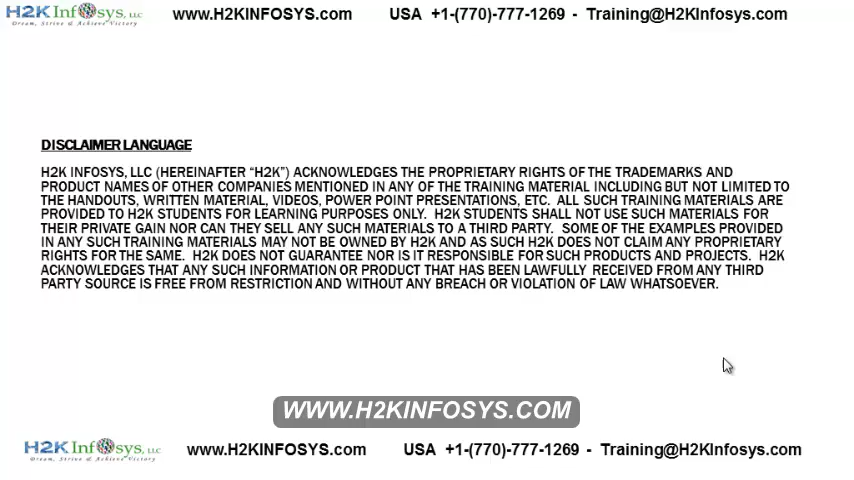 H2K Infosys, LLC
Dream, Strive & Achieve Victory
www.H2KINFOSYS.com
USA +1-(770)-777-1269 - Training@H2KInfosys.com
DISCLAIMER LANGUAGE
H2K INFOSYS, LLC (HEREINAFTER “H2K”) ACKNOWLEDGES THE PROPRIETARY RIGHTS OF THE TRADEMARKS AND
PRODUCT NAMES OF OTHER COMPANIES MENTIONED IN ANY OF THE TRAINING MATERIAL INCLUDING BUT NOT LIMITED TO
THE HANDOUTS, WRITTEN MATERIAL, VIDEOS, POWER POINT PRESENTATIONS, ETC. ALL SUCH TRAINING MATERIALS ARE
PROVIDED TO H2K STUDENTS FOR LEARNING PURPOSES ONLY. H2K STUDENTS SHALL NOT USE SUCH MATERIALS FOR
THEIR PRIVATE GAIN NOR CAN THEY SELL ANY SUCH MATERIALS TO A THIRD PARTY. SOME OF THE EXAMPLES PROVIDED
IN ANY SUCH TRAINING MATERIALS MAY NOT BE OWNED BY H2K AND AS SUCH H2K DOES NOT CLAIM ANY PROPRIETARY
RIGHTS FOR THE SAME. H2K DOES NOT GUARANTEE NOR IS IT RESPONSIBLE FOR SUCH PRODUCTS AND PROJECTS. H2K
ACKNOWLEDGES THAT ANY SUCH INFORMATION OR PRODUCT THAT HAS BEEN LAWFULLY RECEIVED FROM ANY THIRD
PARTY SOURCE IS FREE FROM RESTRICTION AND WITHOUT ANY BREACH OR VIOLATION OF LAW WHATSOEVER.
WWW.H2KINFOSYS.COM
H2K Infosys, LLC
Dream, Strive & Achieve Victory
www.H2KINFOSYS.com
USA +1-(770)-777-1269 - Training@H2KInfosys.com